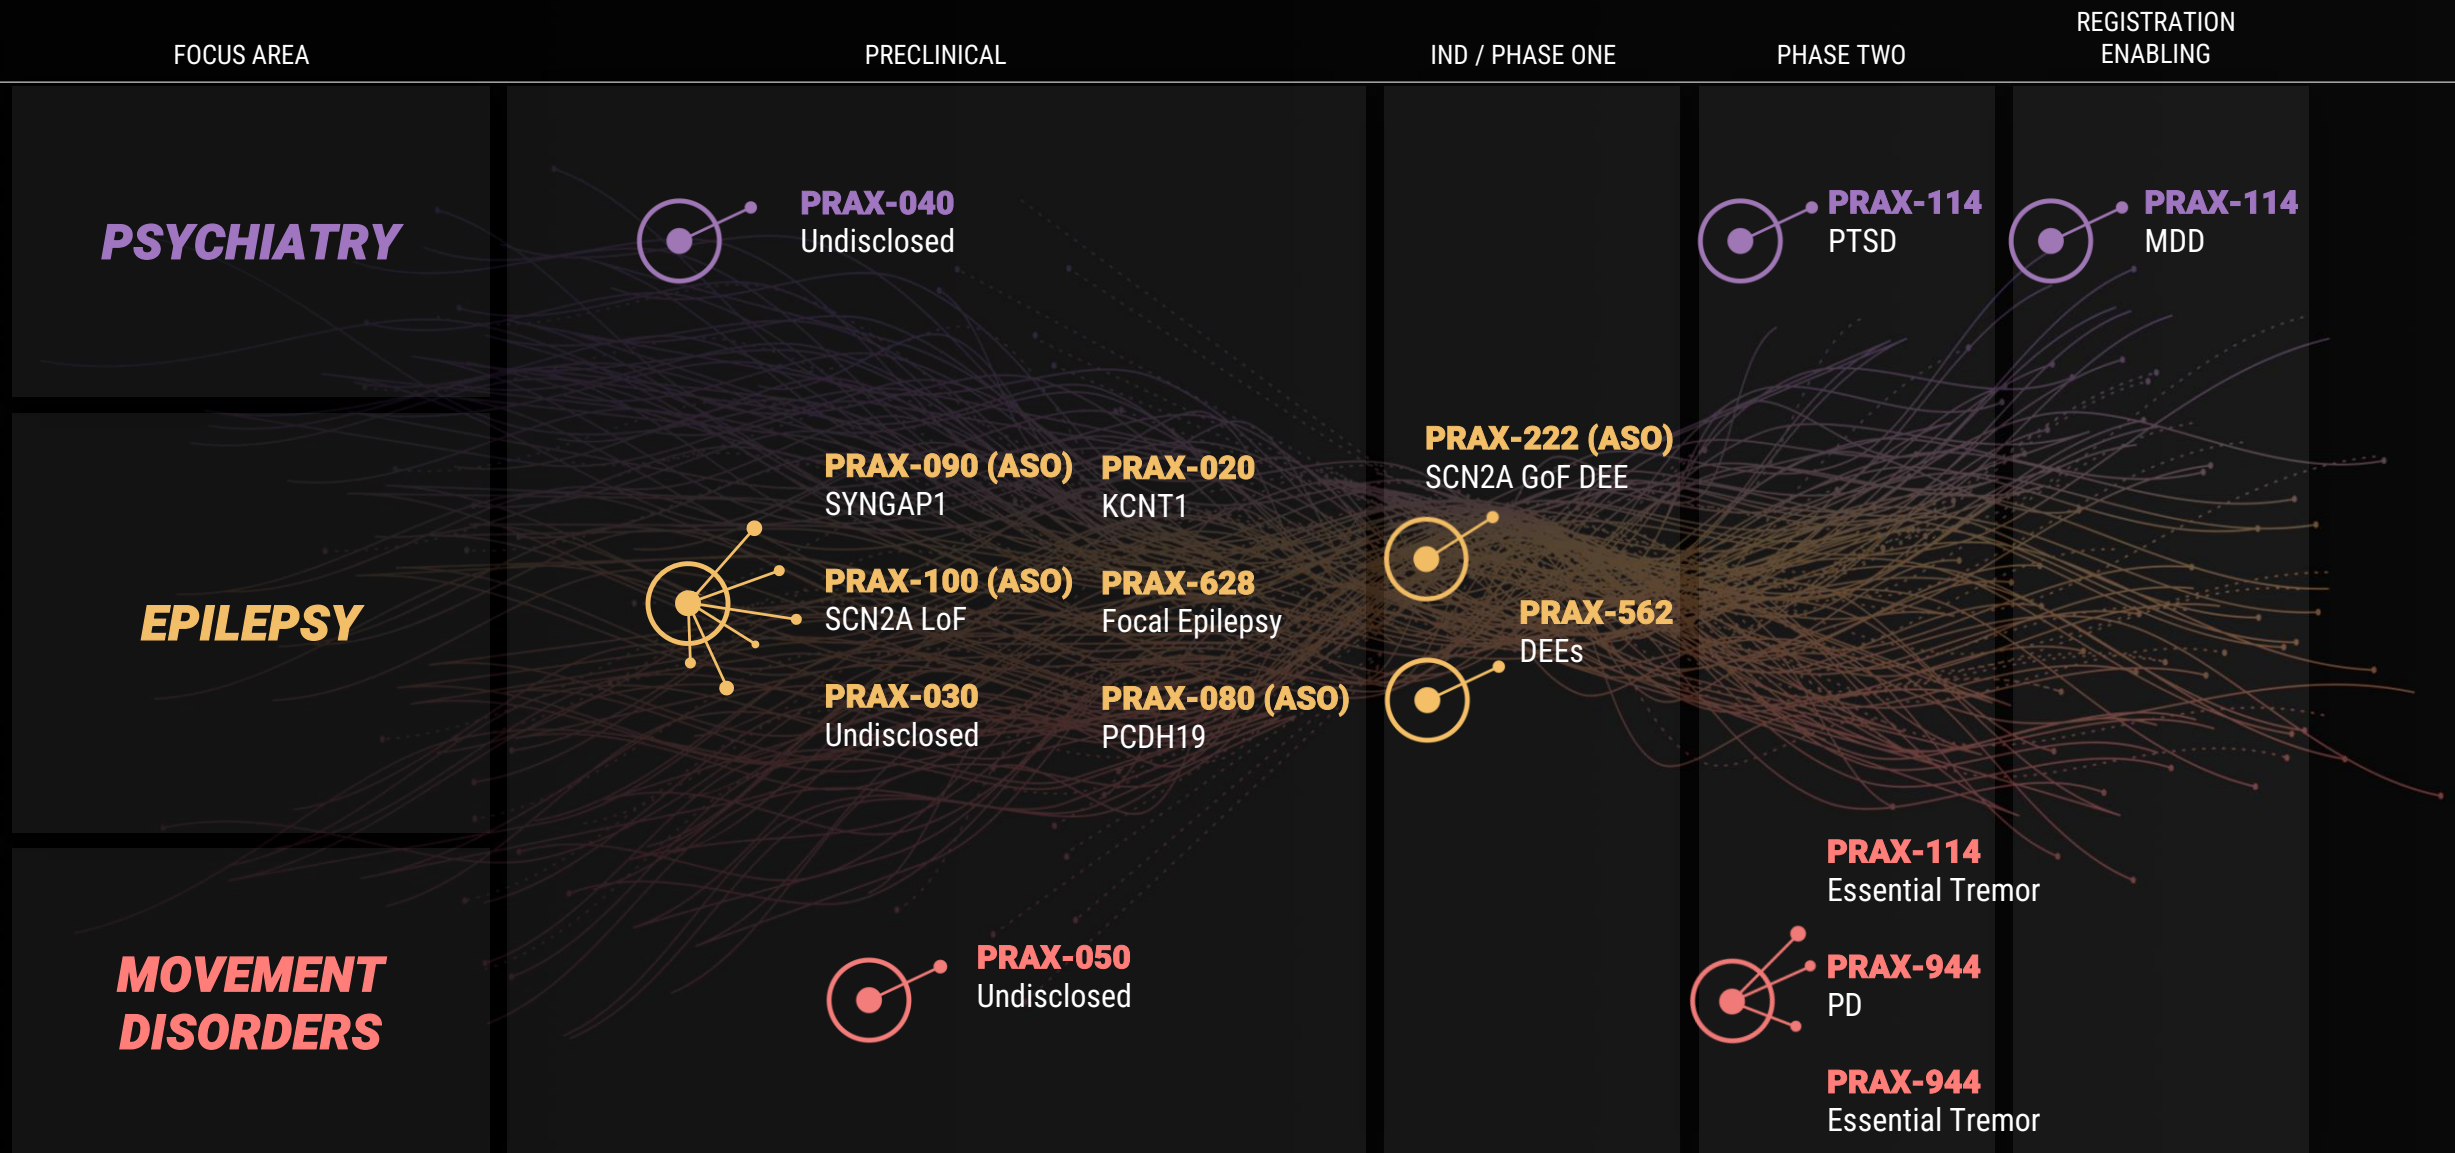 FOCUS AREA
PRECLINICAL
IND / PHASE ONE
PHASE TWO
REGISTRATION
ENABLING
PSYCHIATRY
PRAX-040
Undisclosed
PRAX-114
PTSD
PRAX-114
MDD
EPILEPSY
PRAX-090 (ASO)
SYNGAP1
PRAX-020
KCNT1
PRAX-100 (ASO)
SCN2A LoF
PRAX-628
Focal Epilepsy
PRAX-030
Undisclosed
PRAX-080 (ASO)
PCDH19
PRAX-222 (ASO)
SCN2A GoF DEE
PRAX-562
DEEs
MOVEMENT
DISORDERS
PRAX-050
Undisclosed
PRAX-114
Essential Tremor
PRAX-944
PD
PRAX-944
Essential Tremor